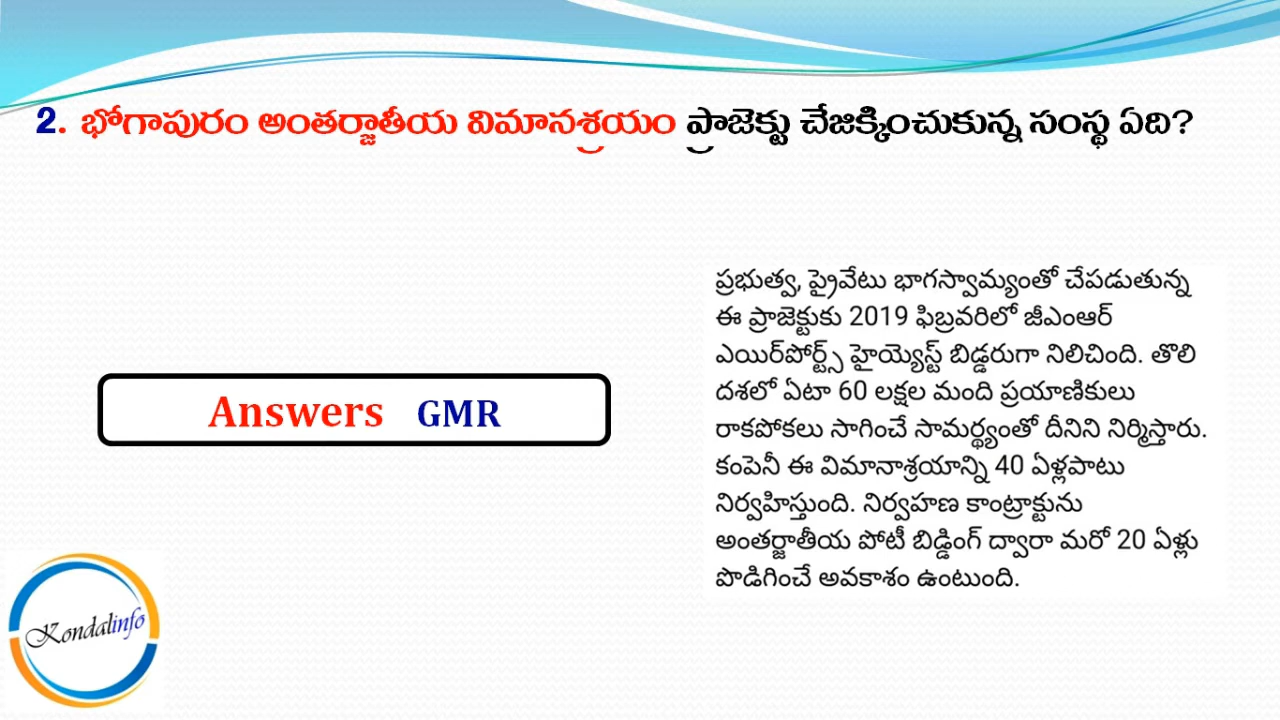 2. భోగాపురం అంతర్జాతీయ విమానశ్రయం ప్రాజెక్టు చేజిక్కించుకున్న సంస్థ ఏది?
ప్రభుత్వ, ప్రైవేటు భాగస్వామ్యంతో చేపడుతున్న
ఈ ప్రాజెక్టుకు 2019 ఫిబ్రవరిలో జీఎంఆర్
ఎయిర్‌పోర్ట్స్ హైయ్యెస్ట్ బిడ్డరుగా నిలిచింది. తొలి
దశలో ఏటా 60 లక్షల మంది ప్రయాణికులు
రాకపోకలు సాగించే సామర్థ్యంతో దీనిని నిర్మిస్తారు.
కంపెనీ ఈ విమానాశ్రయాన్ని 40 ఏళ్లపాటు
నిర్వహిస్తుంది. నిర్వహణ కాంట్రాక్టును
అంతర్జాతీయ పోటీ బిడ్డింగ్ ద్వారా మరో 20 ఏళ్లు
పొడిగించే అవకాశం ఉంటుంది.
Answers GMR
Kondalinfo